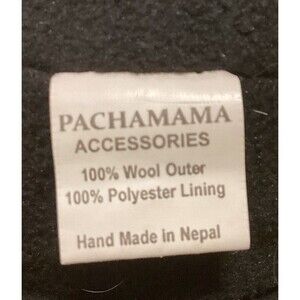 PACHAMAMA
ACCESSORIES
100% Wool Outer
100% Polyester Lining
Hand Made in Nepal